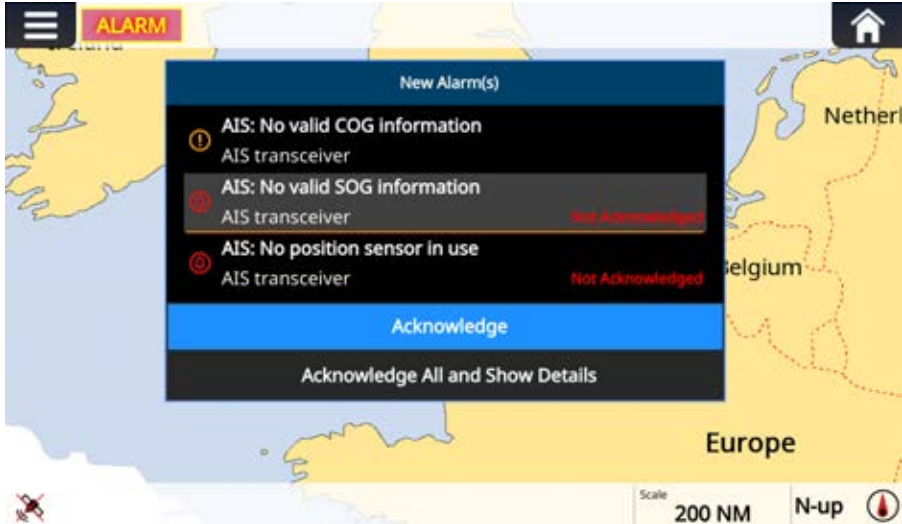 ALARM
New Alarm(s)
AIS: No valid COG information
AIS transceiver
AIS: No valid SOG information
AIS transceiver
Not Acknowledged
AIS: No position sensor in use
AIS transceiver
Not Acknowledged
Acknowledge
Acknowledge All and Show Details
Netherl
elgium
Europe
Scale
200 NM
N-up